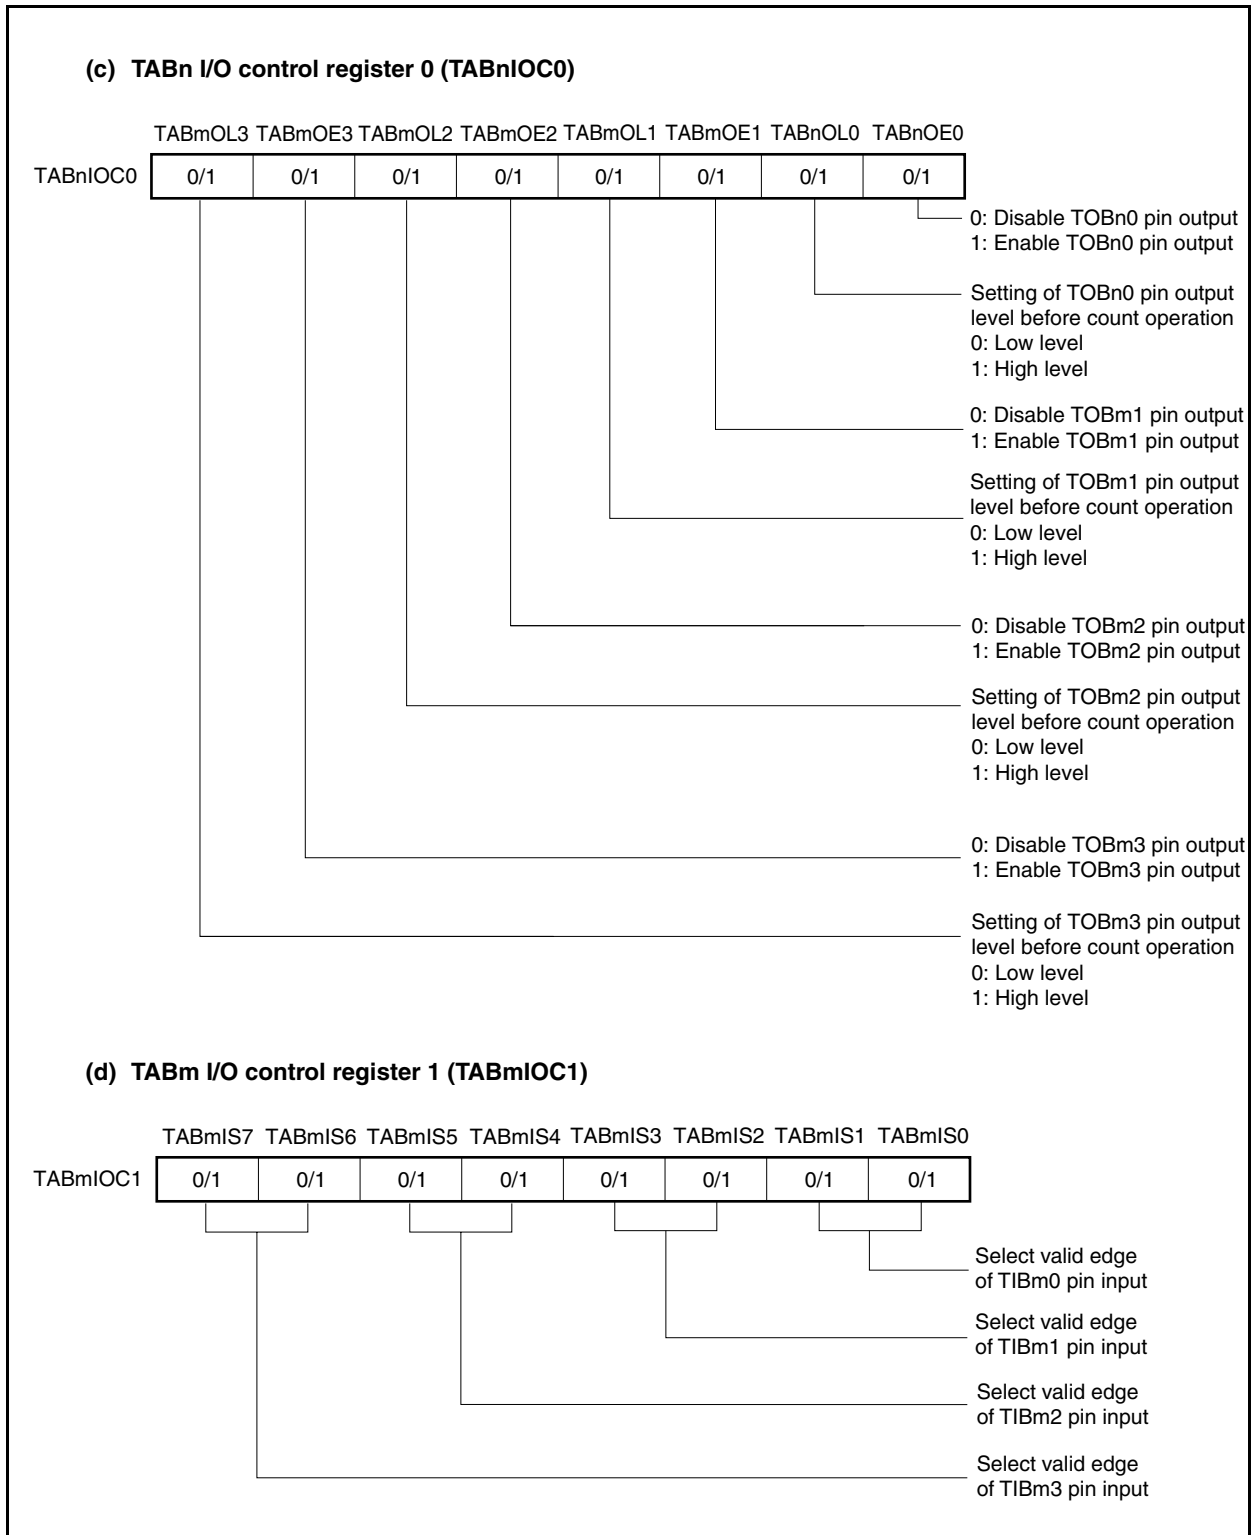 (c) TABn I/O control register 0 (TABnIOC0)
TABmOL3 TABmOE3 TABmOL2 TABmOE2 TABmOL1 TABmOE1 TABnOL0 TABnOE0
TABnIOC0 0/1 0/1 0/1 0/1 0/1 0/1 0/1 0/1
0: Disable TOBn0 pin output
1: Enable TOBn0 pin output
Setting of TOBn0 pin output
level before count operation
0: Low level
1: High level
0: Disable TOBm1 pin output
1: Enable TOBm1 pin output
Setting of TOBm1 pin output
level before count operation
0: Low level
1: High level
0: Disable TOBm2 pin output
1: Enable TOBm2 pin output
Setting of TOBm2 pin output
level before count operation
0: Low level
1: High level
0: Disable TOBm3 pin output
1: Enable TOBm3 pin output
Setting of TOBm3 pin output
level before count operation
0: Low level
1: High level
(d) TABm I/O control register 1 (TABmIOC1)
TABmIS7 TABmIS6 TABmIS5 TABmIS4 TABmIS3 TABmIS2 TABmIS1 TABmIS0
TABmIOC1 0/1 0/1 0/1 0/1 0/1 0/1 0/1 0/1
Select valid edge
of TIBm0 pin input
Select valid edge
of TIBm1 pin input
Select valid edge
of TIBm2 pin input
Select valid edge
of TIBm3 pin input